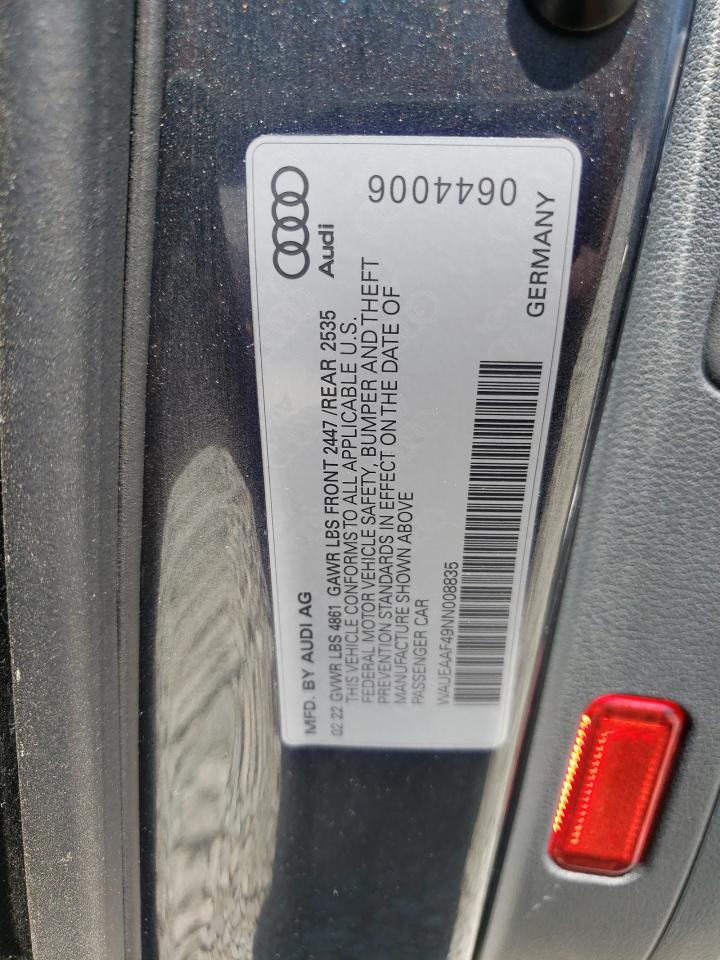 Audi
0644006
MFD. BY AUDI AG
02 22 GVWR LBS 4861 GAWR LBS FRONT 2447 /REAR 2535
THIS VEHICLE CONFORMS TO ALL APPLICABLE U.S.
FEDERAL MOTOR VEHICLE SAFETY, BUMPER AND THEFT
PREVENTION STANDARDS IN EFFECT ON THE DATE OF
MANUFACTURE SHOWN ABOVE
PASSENGER CAR
WAUEAAF49NN008835
GERMANY